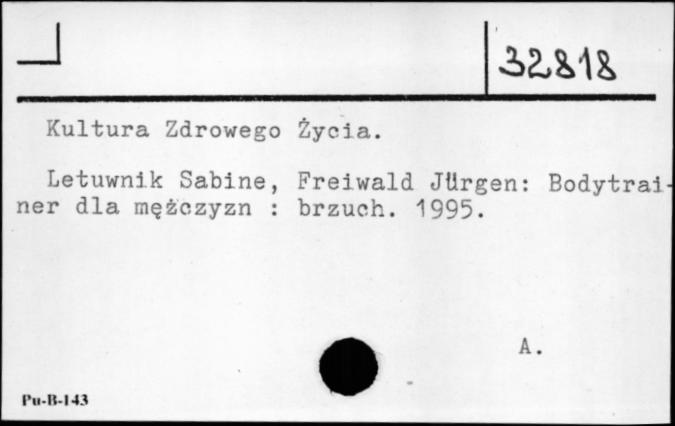 32818
Kultura Zdrowego Życia.
Letuwnik Sabine, Freiwald Jürgen: Bodytrai-
ner dla mężczyzn : brzuch. 1995.
A.
Pu-B-143